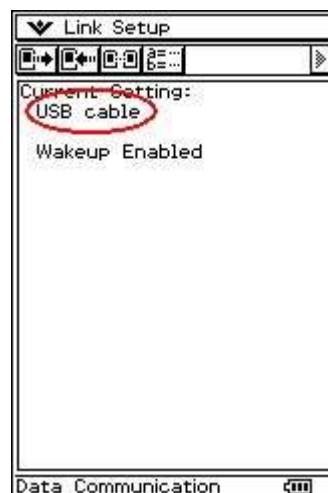 Link Setup
Current Setting:
USB cable
Wakeup Enabled
Data Communication